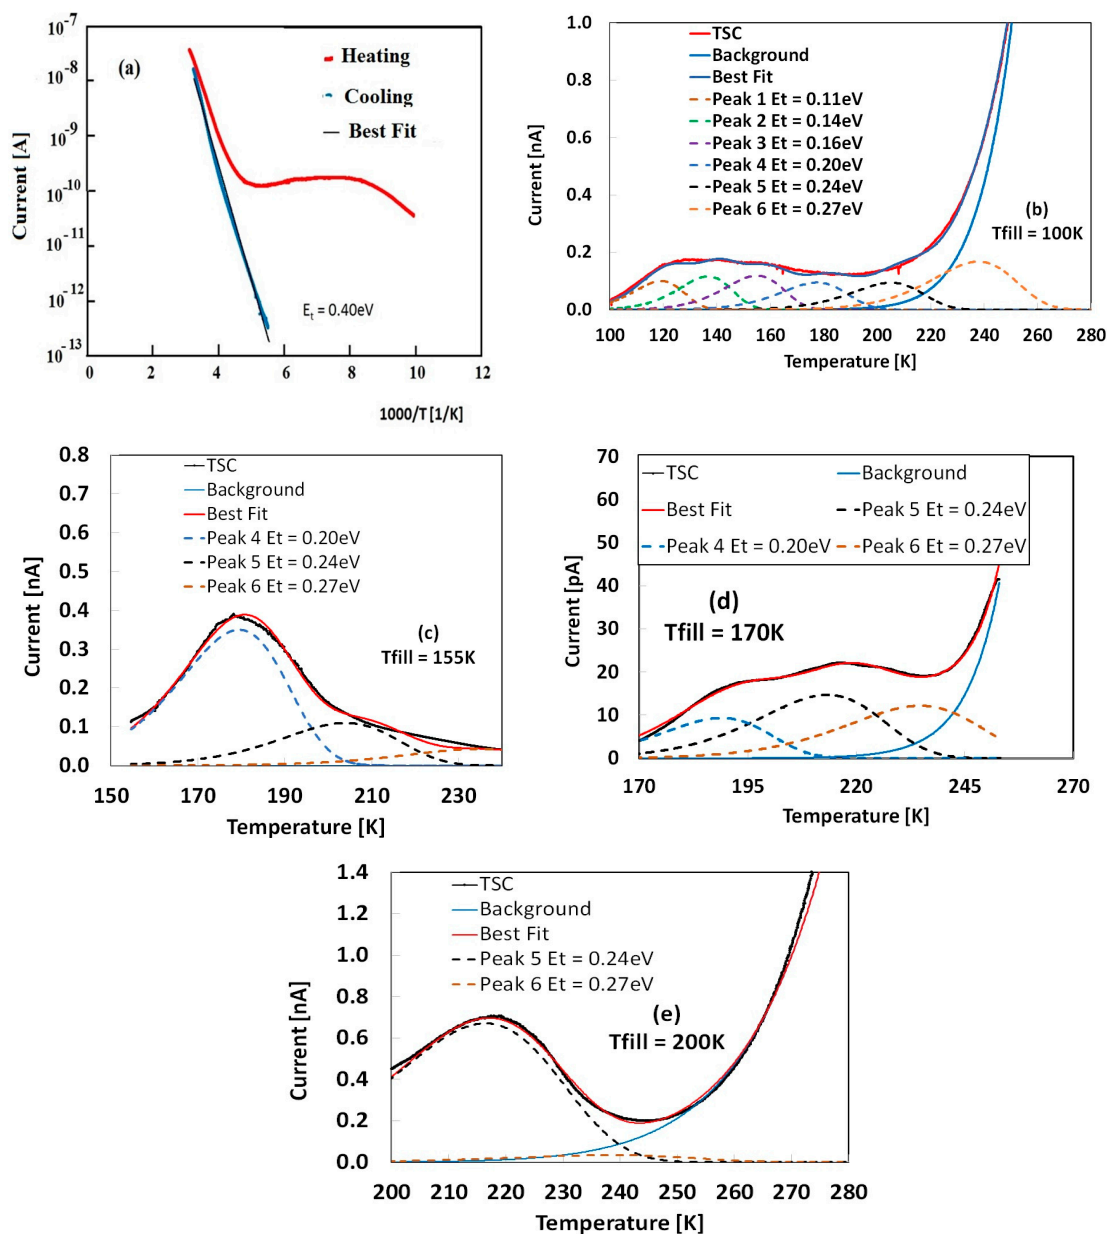 10-7
10-8
10-9
10-10
10-11
10-12
10-13
Current [A]
(a)
Heating
Cooling
Best Fit
Et = 0.40eV
0 2 4 6 8 10 12
1000/T [1/K]
1.0
0.8
0.6
0.4
0.2
0.0
Current [nA]
TSC
Background
Best Fit
Peak 1 Et = 0.11eV
Peak 2 Et = 0.14eV
Peak 3 Et = 0.16eV
Peak 4 Et = 0.20eV
Peak 5 Et = 0.24eV
Peak 6 Et = 0.27eV
(b)
Tfill = 100K
100 120 140 160 180 200 220 240 260 280
Temperature [K]
0.8
0.7
0.6
0.5
0.4
0.3
0.2
0.1
0.0
Current [nA]
TSC
Background
Best Fit
Peak 4 Et = 0.20eV
Peak 5 Et = 0.24eV
Peak 6 Et = 0.27eV
(c)
Tfill = 155K
150 170 190 210 230
Temperature [K]
70
60
50
40
30
20
10
0
Current [pA]
TSC Background
Best Fit Peak 5 Et = 0.24eV
Peak 4 Et = 0.20eV Peak 6 Et = 0.27eV
(d)
Tfill = 170K
170 195 220 245 270
Temperature [K]
1.4
1.2
1.0
0.8
0.6
0.4
0.2
0.0
Current [nA]
TSC
Background
Best Fit
Peak 5 Et = 0.24eV
Peak 6 Et = 0.27eV
(e)
Tfill = 200K
200 210 220 230 240 250 260 270 280
Temperature [K]